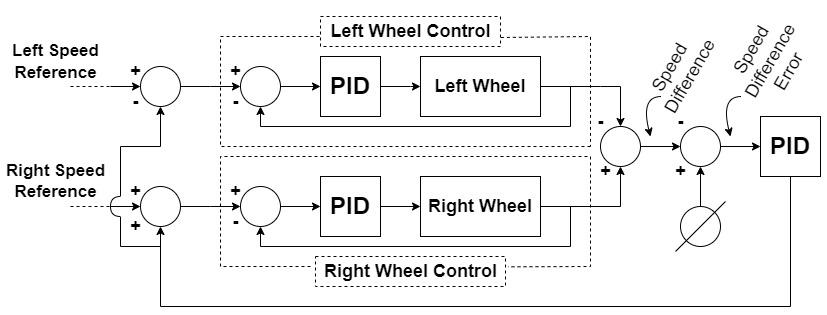 Left Wheel Control
Left Speed
Reference
+
-
+
-
PID
Left Wheel
Speed
Difference
Speed
Difference
Error
-
+
-
+
PID
Right Speed
Reference
+
+
+
-
PID
Right Wheel
Right Wheel Control